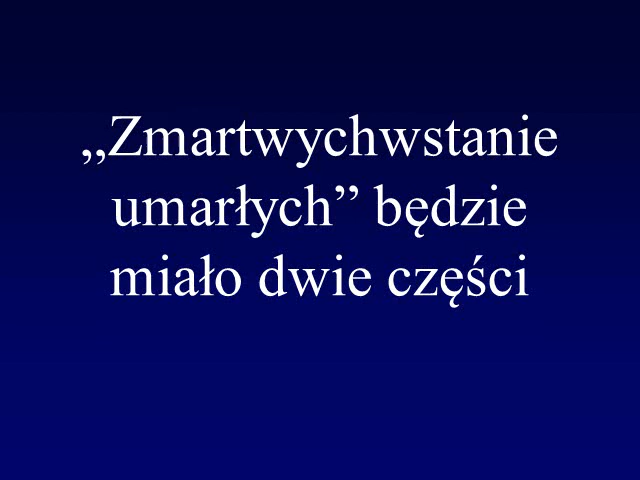 „Zmartwychwstanie
umarłych” będzie
miało dwie części